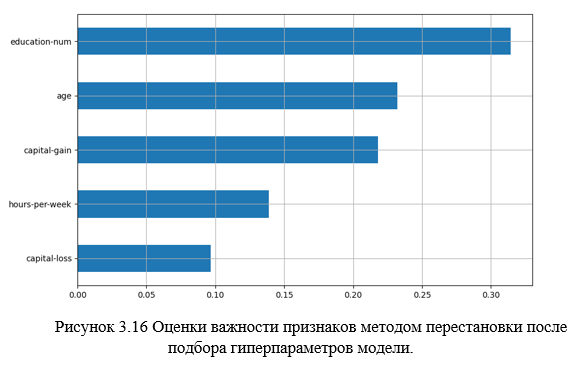 education-num
age
capital-gain
hours-per-week
capital-loss
0.00 0.05 0.10 0.15 0.20 0.25 0.30
Рисунок 3.16 Оценки важности признаков методом перестановки после
подбора гиперпараметров модели.